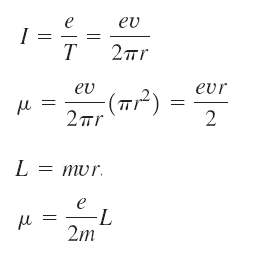 I = e/T = ev/2πr
μ = ev/2πr (πr²) = evr/2
L = mvr.
μ = e/2m L